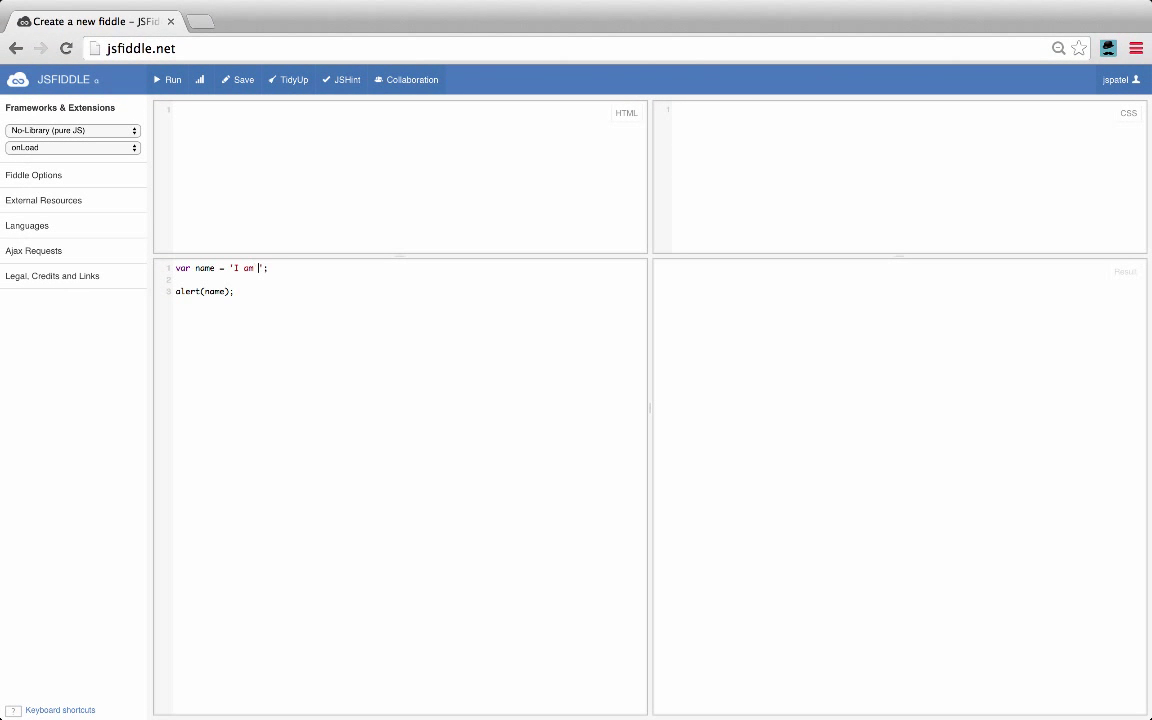 Create a new fiddle – JSFid
jsfiddle.net
JSFIDDLE α
Run
Save
TidyUp
JSHint
Collaboration
jspatel
Frameworks & Extensions
No-Library (pure JS)
onLoad
Fiddle Options
External Resources
Languages
Ajax Requests
Legal, Credits and Links
1
HTML
1
CSS
1 var name = 'I am ';
2
3 alert(name);
Result
? Keyboard shortcuts